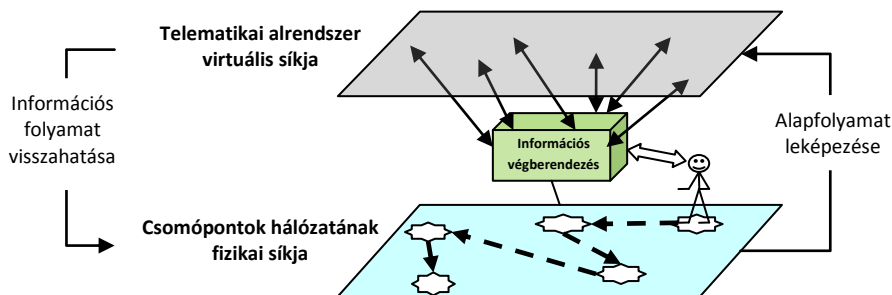 Telematikai alrendszer
virtuális síkja
Információs
folyamat
visszahatása
Információs
végberendezés
Alapfolyamat
leképezése
Csomópontok hálózatának
fizikai síkja